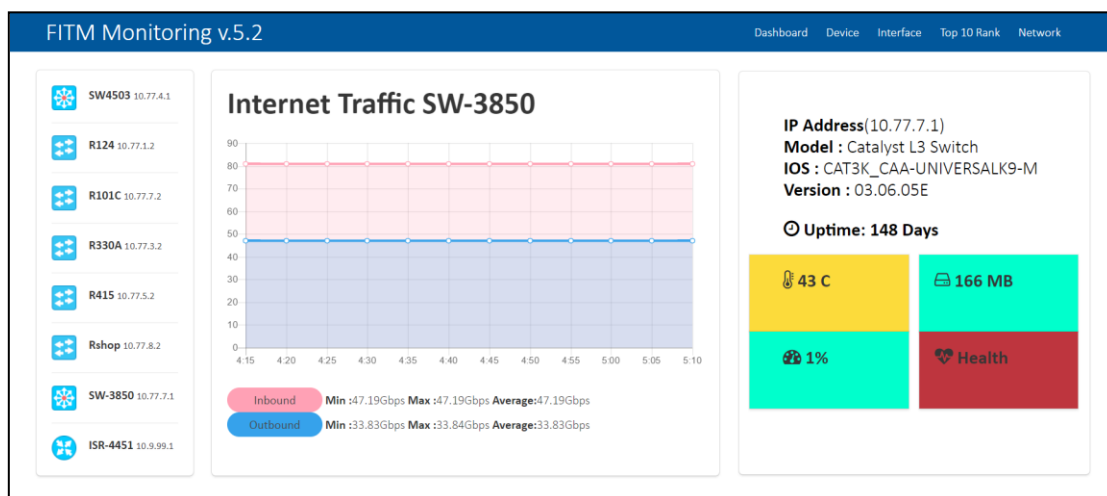 FITM Monitoring v.5.2
Dashboard Device Interface Top 10 Rank Network
SW4503 10.77.4.1
R124 10.77.1.2
R101C 10.77.7.2
R330A 10.77.3.2
R415 10.77.5.2
Rshop 10.77.8.2
SW-3850 10.77.7.1
ISR-4451 10.9.99.1
Internet Traffic SW-3850
90
80
70
60
50
40
30
20
10
0
4:15 4:20 4:25 4:30 4:35 4:40 4:45 4:50 4:55 5:00 5:05 5:10
Inbound Min :47.19Gbps Max :47.19Gbps Average:47.19Gbps
Outbound Min :33.83Gbps Max :33.84Gbps Average:33.83Gbps
IP Address(10.77.7.1)
Model : Catalyst L3 Switch
IOS : CAT3K_CAA-UNIVERSALK9-M
Version : 03.06.05E
Uptime: 148 Days
43 C
166 MB
1%
Health